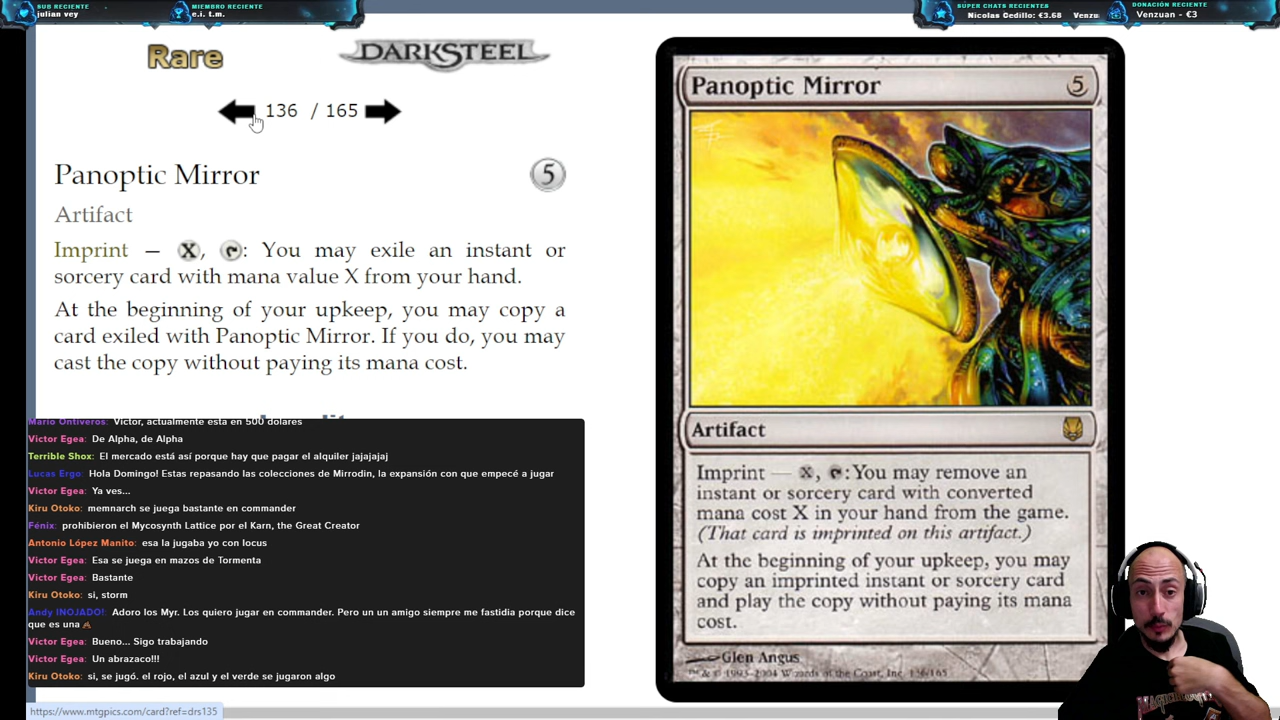 SUB RECIENTE
julian vey
MIEMBRO RECIENTE
e.i. t.m.
SÚPER CHATS RECIENTES
Nicolas Cedillo: €3.68 Venzu
DONACIÓN RECIENTE
Venzuan - €3
Rare
DARKSTEEL
136 / 165
Panoptic Mirror
5
Artifact
Imprint – X, : You may exile an instant or
sorcery card with mana value X from your hand.
At the beginning of your upkeep, you may copy a
card exiled with Panoptic Mirror. If you do, you may
cast the copy without paying its mana cost.
Mario Ontiveros: Victor, actualmente esta en 500 dolares
Victor Egea: De Alpha, de Alpha
Terrible Shox: El mercado está así porque hay que pagar el alquiler jajajajaj
Lucas Ergo: Hola Domingo! Estas repasando las colecciones de Mirrodin, la expansión con que empecé a jugar
Victor Egea: Ya ves...
Kiru Otoko: memnarch se juega bastante en commander
Fénix: prohibieron el Mycosynth Lattice por el Karn, the Great Creator
Antonio López Manito: esa la jugaba yo con locus
Victor Egea: Esa se juega en mazos de Tormenta
Victor Egea: Bastante
Kiru Otoko: si, storm
Andy INOJADO!: Adoro los Myr. Los quiero jugar en commander. Pero un un amigo siempre me fastidia porque dice
que es una
Victor Egea: Bueno... Sigo trabajando
Victor Egea: Un abrazaco!!!
Kiru Otoko: si, se jugó. el rojo, el azul y el verde se jugaron algo
https://www.mtgpics.com/card?ref=drs135
Panoptic Mirror 5
Artifact
Imprint — X, : You may remove an
instant or sorcery card with converted
mana cost X in your hand from the game.
(That card is imprinted on this artifact.)
At the beginning of your upkeep, you may
copy an imprinted instant or sorcery card
and play the copy without paying its mana
cost.
Glen Angus
™ & © 1993-2004 Wizards of the Coast, Inc. 136/165